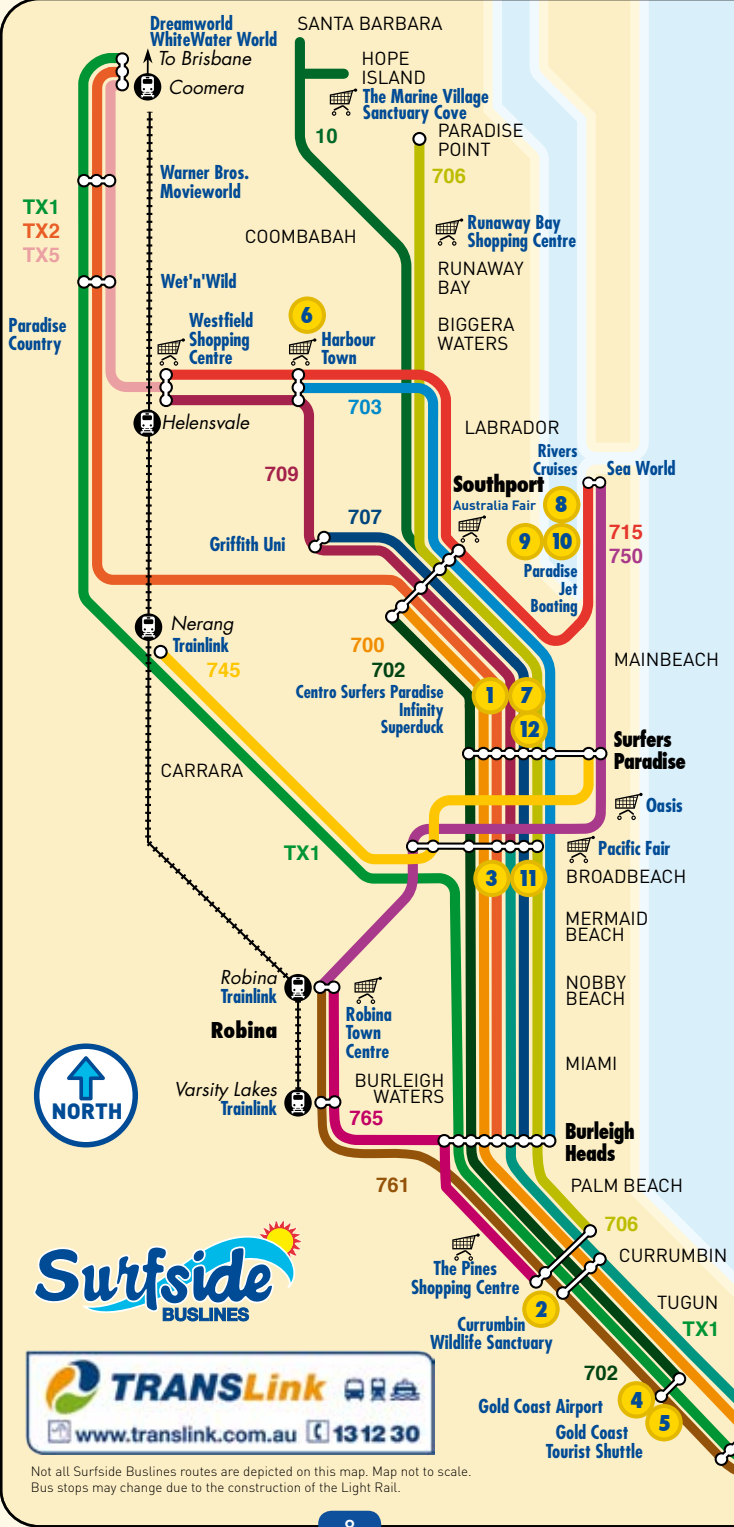 Dreamworld
WhiteWater World
To Brisbane
Coomera
SANTA BARBARA
HOPE
ISLAND
The Marine Village
Sanctuary Cove
10
PARADISE
POINT
706
Warner Bros.
Movieworld
TX1
TX2
TX5
COOMBABAH
Runaway Bay
Shopping Centre
RUNAWAY
BAY
Wet'n'Wild
Paradise
Country
Westfield
Shopping
Centre
6
Harbour
Town
BIGGERA
WATERS
703
Helensvale
LABRADOR
Rivers
Cruises
Sea World
709
Southport
Australia Fair
8
707
Griffith Uni
9
10
715
750
Paradise
Jet
Boating
Nerang
Trainlink
745
700
702
MAINBEACH
Centro Surfers Paradise
Infinity
Superduck
1
7
12
Surfers
Paradise
CARRARA
Oasis
TX1
Pacific Fair
3
11
BROADBEACH
MERMAID
BEACH
Robina
Trainlink
NOBBY
BEACH
Robina
Robina
Town
Centre
MIAMI
NORTH
Varsity Lakes
Trainlink
BURLEIGH
WATERS
765
Burleigh
Heads
761
PALM BEACH
706
Surfside
BUSLINES
The Pines
Shopping Centre
CURRUMBIN
2
TUGUN
TX1
Currumbin
Wildlife Sanctuary
702
TRANSLink
www.translink.com.au 13 12 30
Gold Coast Airport
4
Gold Coast
Tourist Shuttle
5
Not all Surfside Buslines routes are depicted on this map. Map not to scale.
Bus stops may change due to the construction of the Light Rail.
8